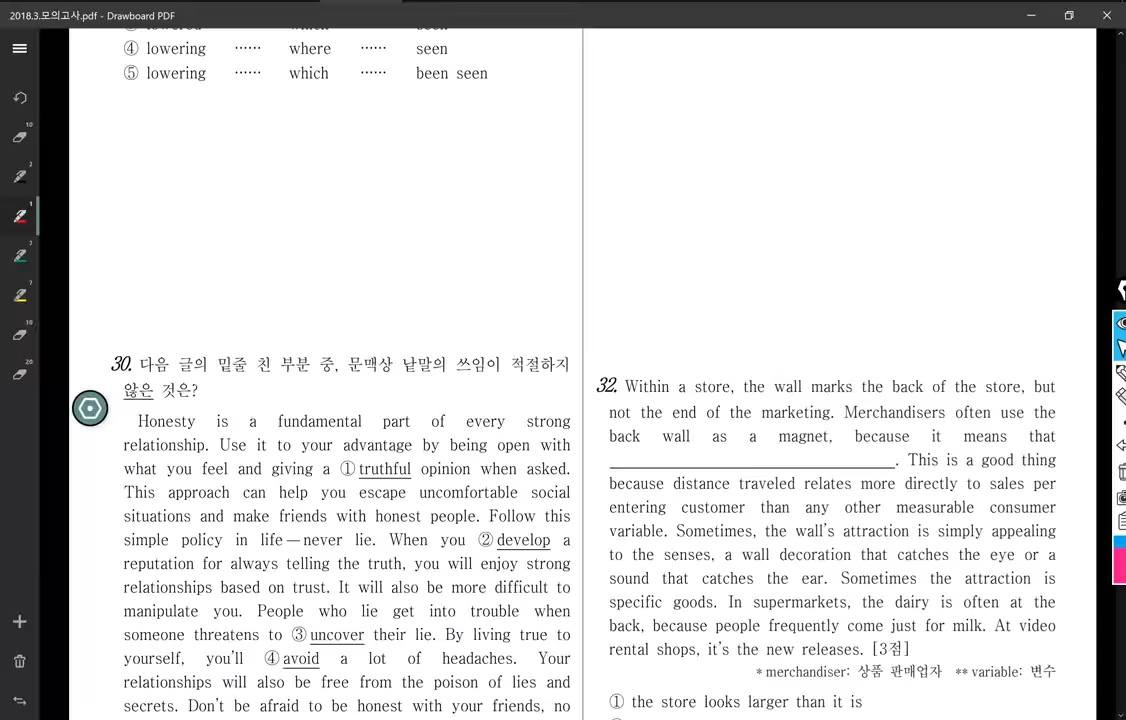 2018.3.모의고사.pdf - Drawboard PDF
④ lowering ⋯⋯ where ⋯⋯ seen
⑤ lowering ⋯⋯ which ⋯⋯ been seen
30. 다음 글의 밑줄 친 부분 중, 문맥상 낱말의 쓰임이 적절하지
않은 것은?
Honesty is a fundamental part of every strong
relationship. Use it to your advantage by being open with
what you feel and giving a ① truthful opinion when asked.
This approach can help you escape uncomfortable social
situations and make friends with honest people. Follow this
simple policy in life—never lie. When you ② develop a
reputation for always telling the truth, you will enjoy strong
relationships based on trust. It will also be more difficult to
manipulate you. People who lie get into trouble when
someone threatens to ③ uncover their lie. By living true to
yourself, you'll ④ avoid a lot of headaches. Your
relationships will also be free from the poison of lies and
secrets. Don't be afraid to be honest with your friends, no
32. Within a store, the wall marks the back of the store, but
not the end of the marketing. Merchandisers often use the
back wall as a magnet, because it means that
. This is a good thing
because distance traveled relates more directly to sales per
entering customer than any other measurable consumer
variable. Sometimes, the wall's attraction is simply appealing
to the senses, a wall decoration that catches the eye or a
sound that catches the ear. Sometimes the attraction is
specific goods. In supermarkets, the dairy is often at the
back, because people frequently come just for milk. At video
rental shops, it's the new releases. [3점]
* merchandiser: 상품 판매업자 ** variable: 변수
① the store looks larger than it is